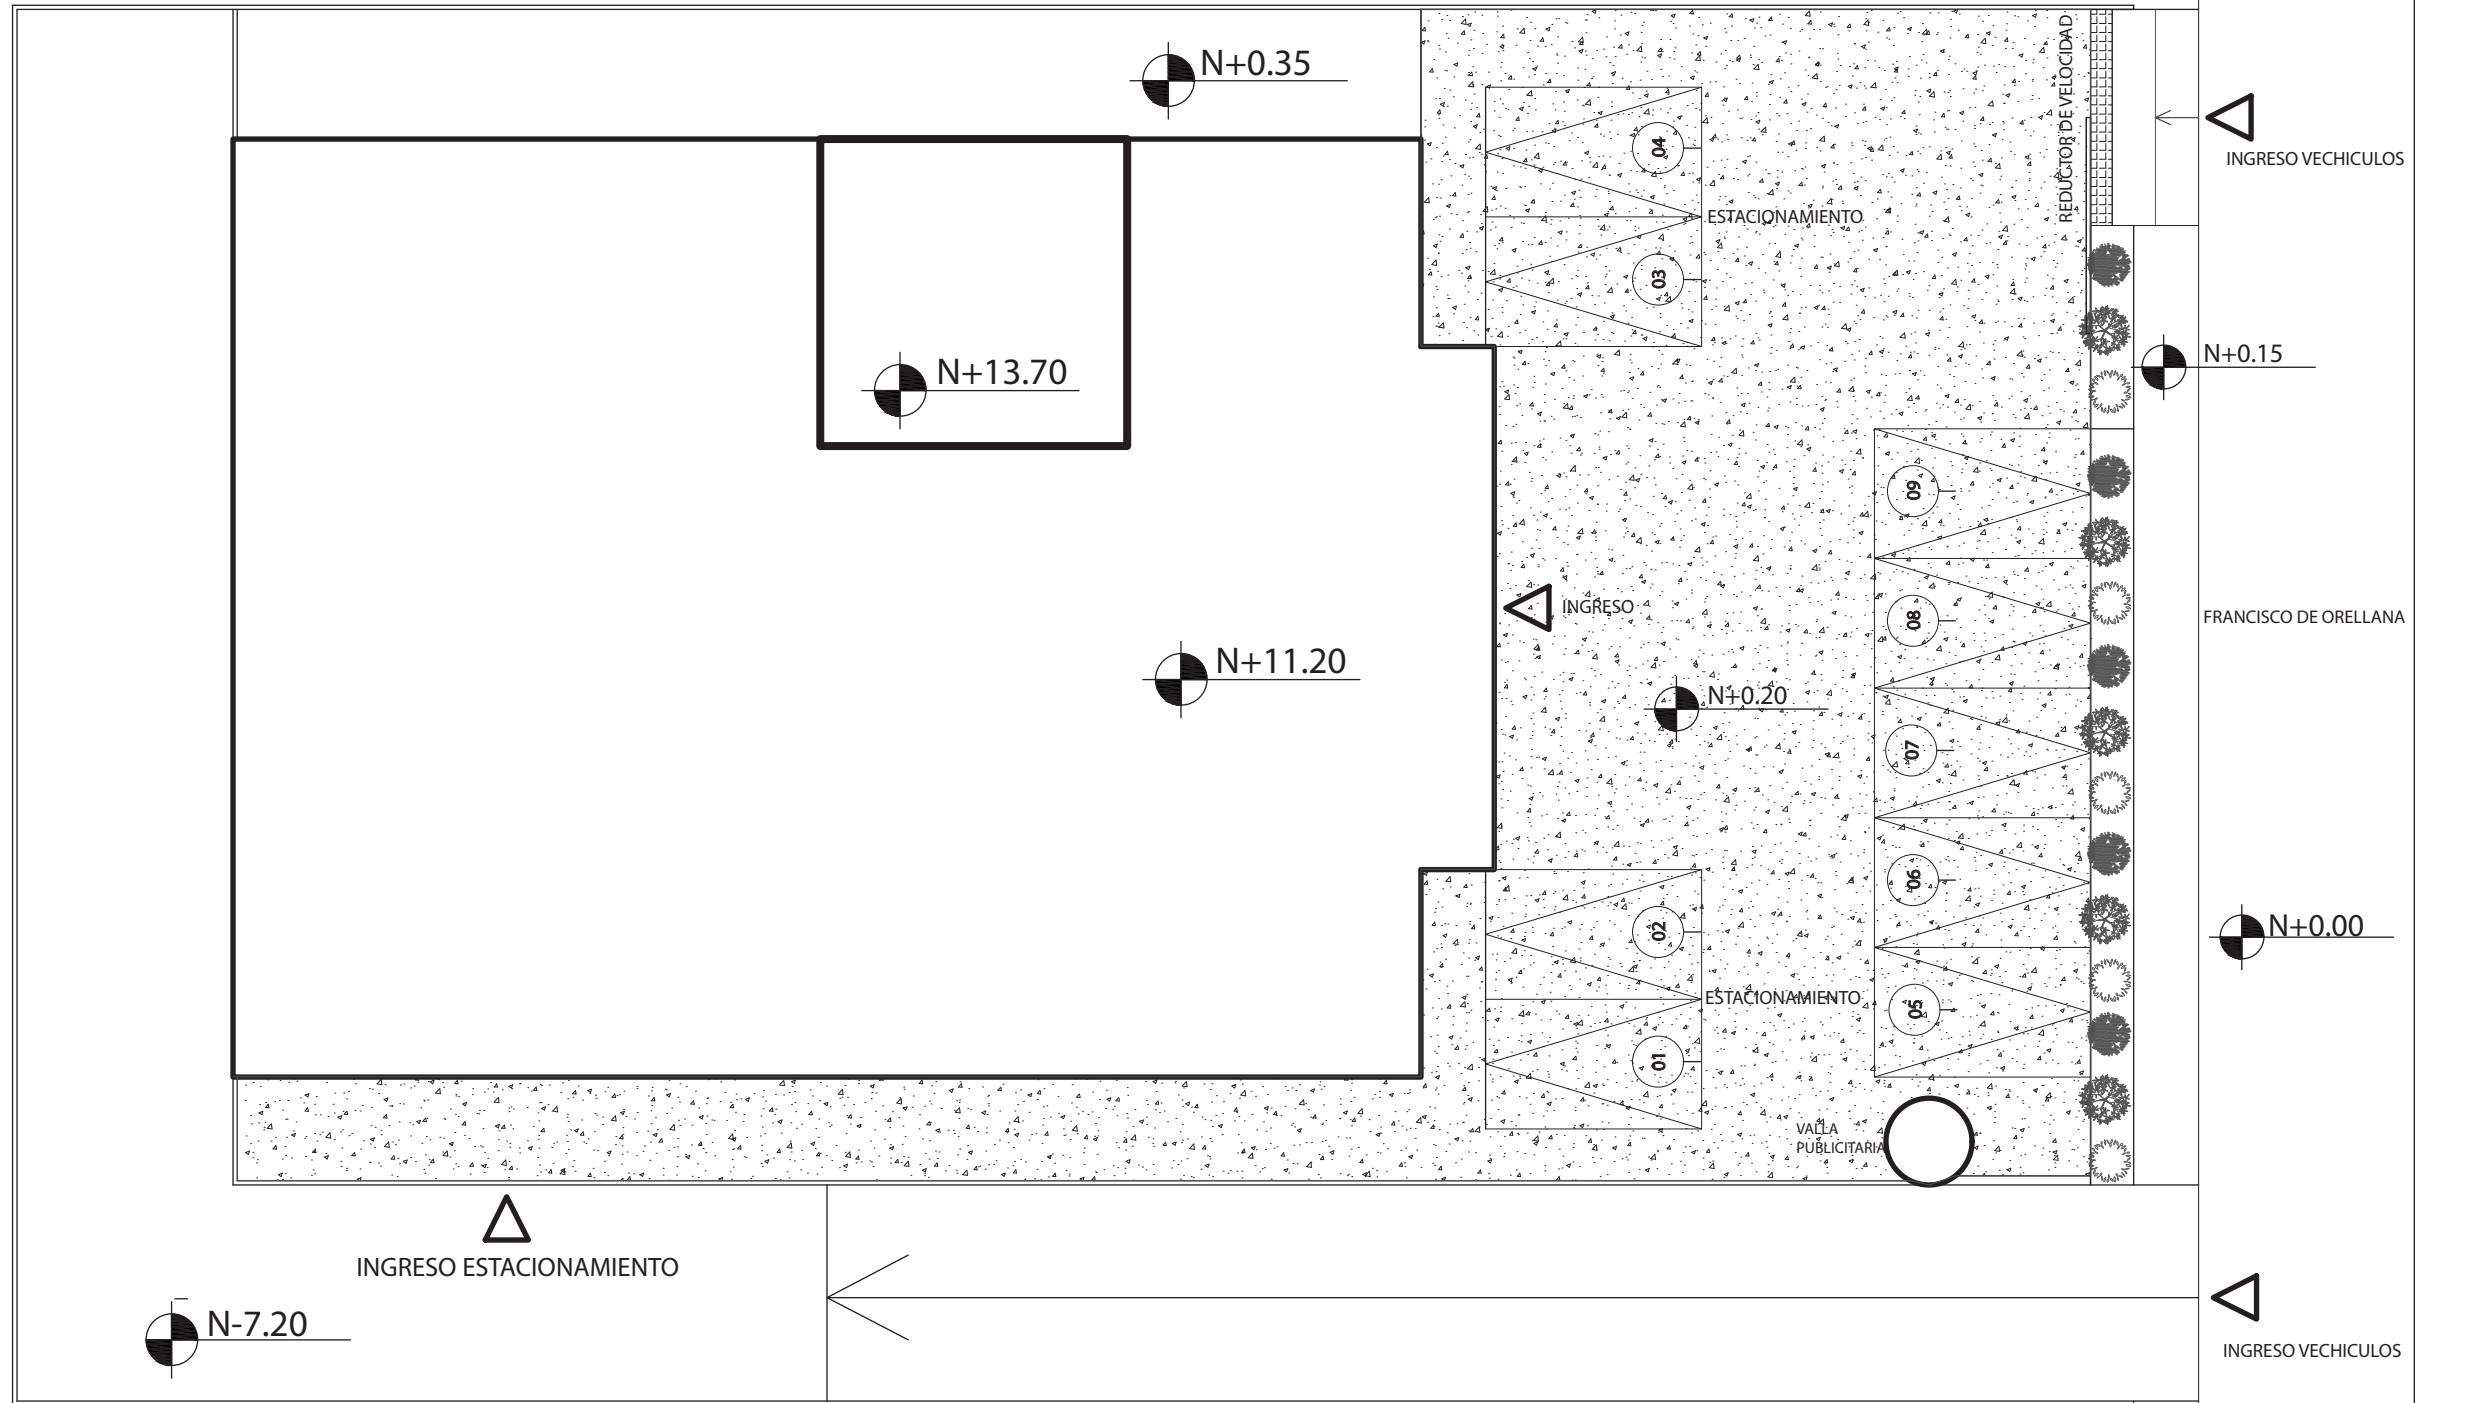 N+0.35
REDUCTOR DE VELOCIDAD
04
INGRESO VECHICULOS
ESTACIONAMIENTO
03
N+0.15
N+13.70
09
INGRESO
08
FRANCISCO DE ORELLANA
N+11.20
N+0.20
07
06
02
N+0.00
ESTACIONAMIENTO
05
01
VALLA
PUBLICITARIA
INGRESO ESTACIONAMIENTO
N-7.20
INGRESO VECHICULOS